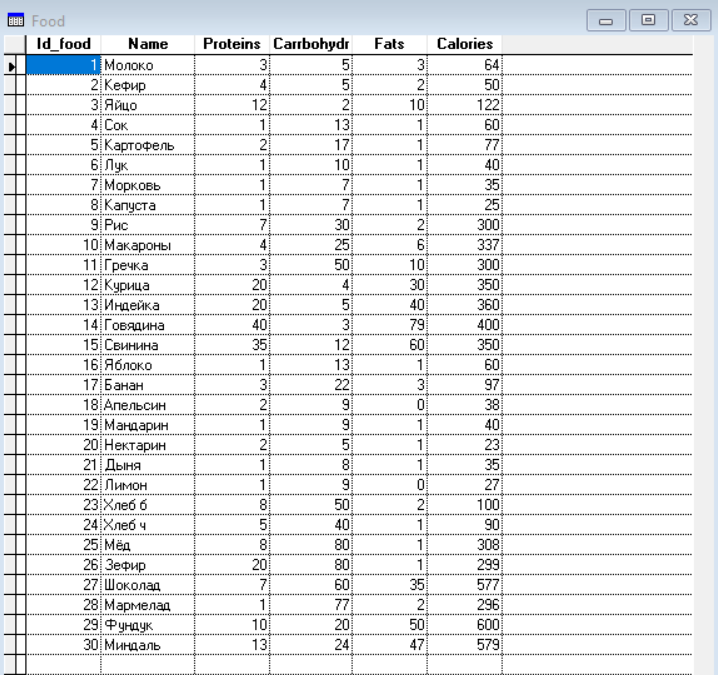 Food
Id_food Name Proteins Carrbohydr Fats Calories
1 Молоко 3 5 3 64
2 Кефир 4 5 2 50
3 Яйцо 12 2 10 122
4 Сок 1 13 1 60
5 Картофель 2 17 1 77
6 Лук 1 10 1 40
7 Морковь 1 7 1 35
8 Капуста 1 7 1 25
9 Рис 7 30 2 300
10 Макароны 4 25 6 337
11 Гречка 3 50 10 300
12 Курица 20 4 30 350
13 Индейка 20 5 40 360
14 Говядина 40 3 79 400
15 Свинина 35 12 60 350
16 Яблоко 1 13 1 60
17 Банан 3 22 3 97
18 Апельсин 2 9 0 38
19 Мандарин 1 9 1 40
20 Нектарин 2 5 1 23
21 Дыня 1 8 1 35
22 Лимон 1 9 0 27
23 Хлеб б 8 50 2 100
24 Хлеб ч 5 40 1 90
25 Мёд 8 80 1 308
26 Зефир 20 80 1 299
27 Шоколад 7 60 35 577
28 Мармелад 1 77 2 296
29 Фундук 10 20 50 600
30 Миндаль 13 24 47 579